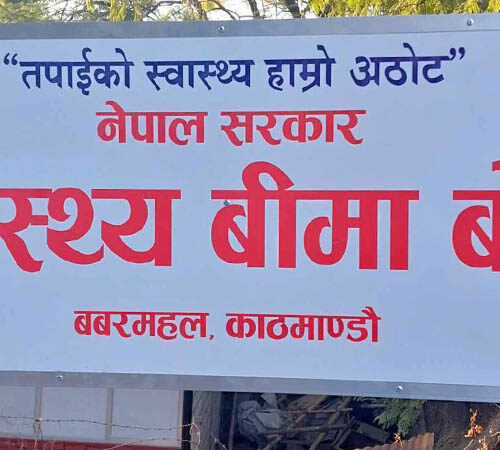 “तपाईको स्वास्थ्य हाम्रो अठोट”
नेपाल सरकार
स्थ्य बीमा
बबरमहल, काठमाण्डौ